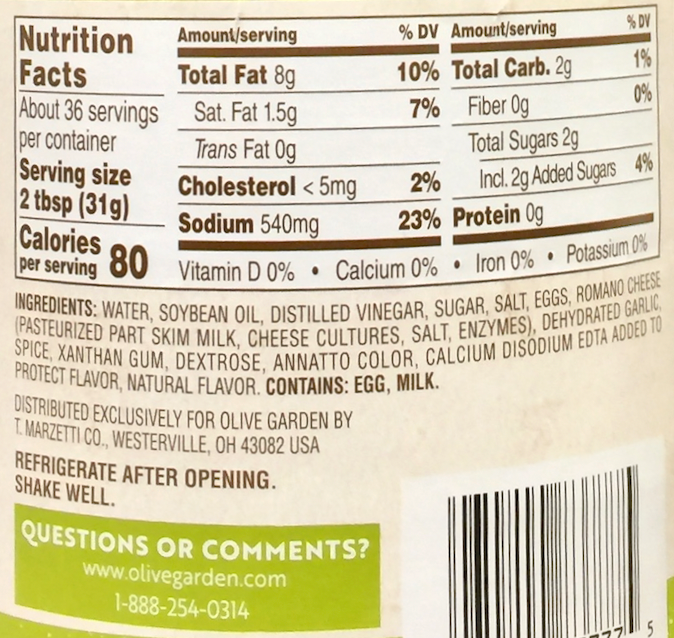 Nutrition
Facts
About 36 servings
per container
Serving size
2 tbsp (31g)
Calories
per serving 80
Amount/serving % DV
Total Fat 8g 10%
Sat. Fat 1.5g 7%
Trans Fat 0g
Cholesterol < 5mg 2%
Sodium 540mg 23%
Amount/serving % DV
Total Carb. 2g 1%
Fiber 0g 0%
Total Sugars 2g
Incl. 2g Added Sugars 4%
Protein 0g
Vitamin D 0% • Calcium 0% • Iron 0% • Potassium 0%
INGREDIENTS: WATER, SOYBEAN OIL, DISTILLED VINEGAR, SUGAR, SALT, EGGS, ROMANO CHEESE
(PASTEURIZED PART SKIM MILK, CHEESE CULTURES, SALT, ENZYMES), DEHYDRATED GARLIC,
SPICE, XANTHAN GUM, DEXTROSE, ANNATTO COLOR, CALCIUM DISODIUM EDTA ADDED TO
PROTECT FLAVOR, NATURAL FLAVOR. CONTAINS: EGG, MILK.
DISTRIBUTED EXCLUSIVELY FOR OLIVE GARDEN BY
T. MARZETTI CO., WESTERVILLE, OH 43082 USA
REFRIGERATE AFTER OPENING.
SHAKE WELL.
QUESTIONS OR COMMENTS?
www.olivegarden.com
1-888-254-0314
5